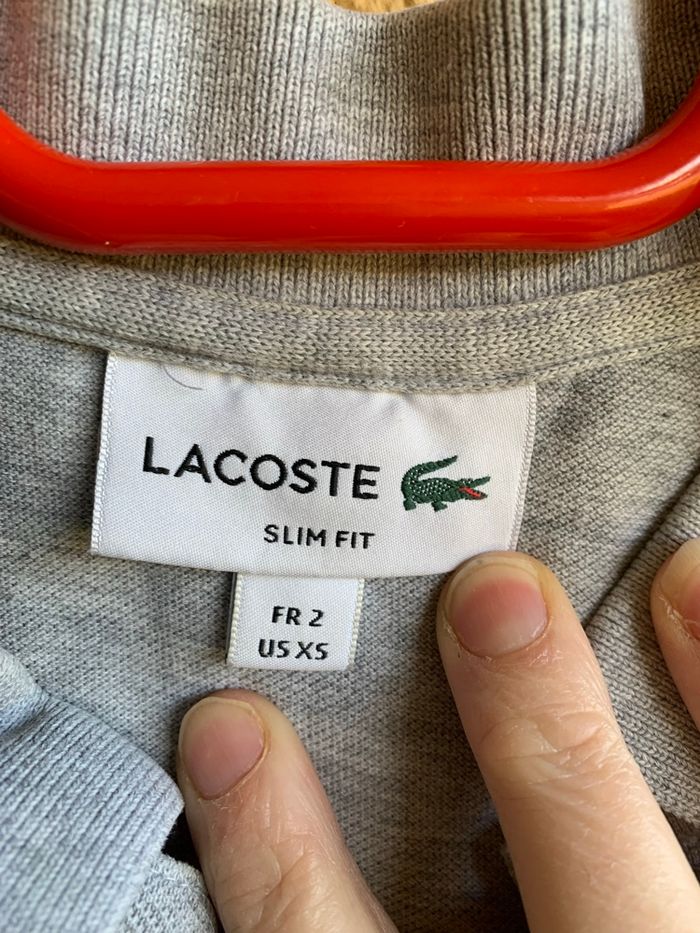 LACOSTE
SLIM FIT
FR 2
US XS